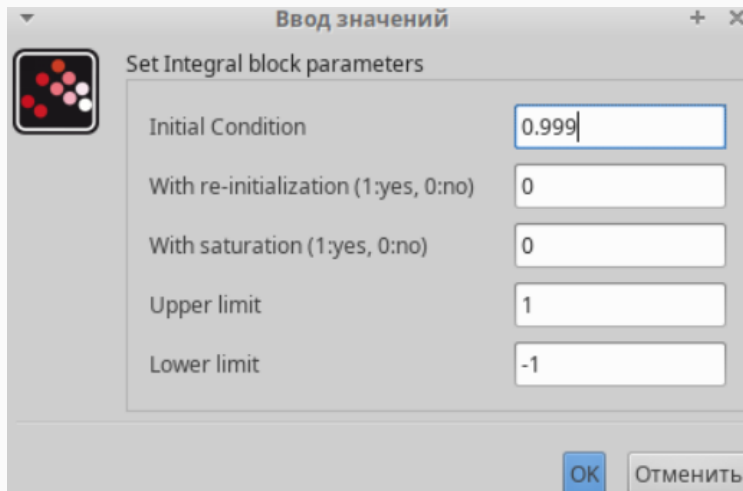 Ввод значений
Set Integral block parameters
Initial Condition 0.999
With re-initialization (1:yes, 0:no) 0
With saturation (1:yes, 0:no) 0
Upper limit 1
Lower limit -1
OK Отменить